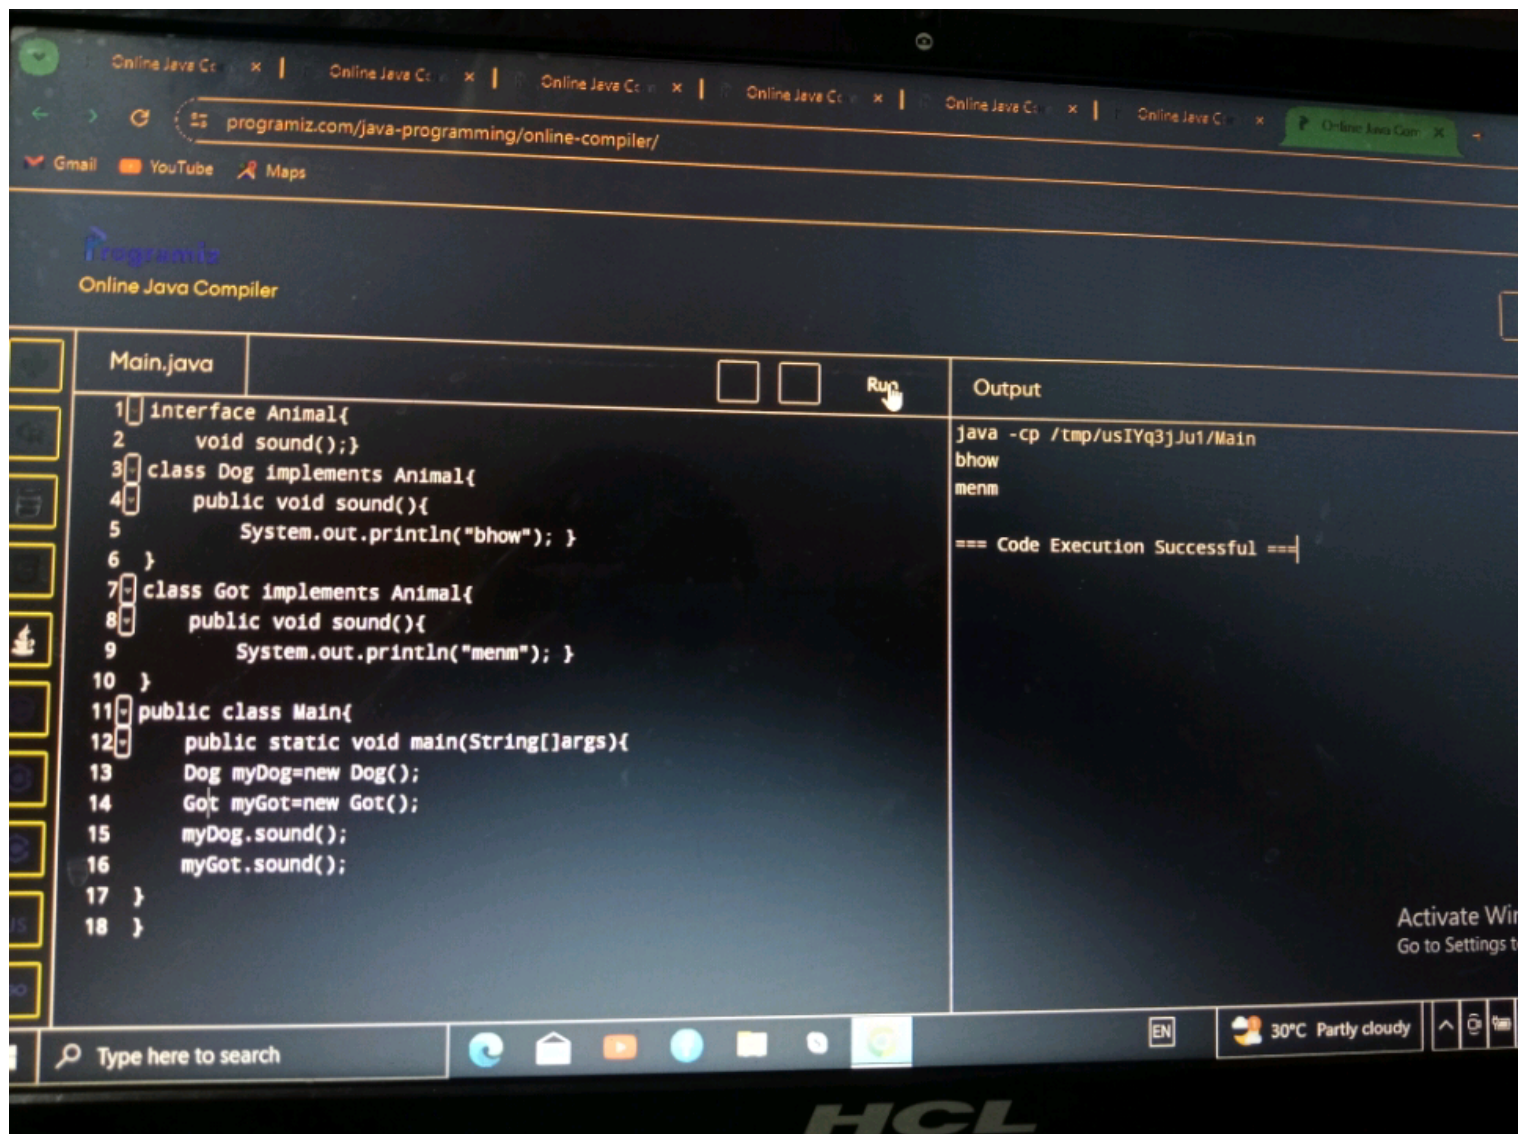 Online Java Co × Online Java Co × Online Java Co × Online Java Co × Online Java Co × Online Java C × Online Java Com ×
programiz.com/java-programming/online-compiler/
Gmail YouTube Maps
Programiz
Online Java Compiler
Main.java Run Output
1 interface Animal{
2 void sound();}
3 class Dog implements Animal{
4 public void sound(){
5 System.out.println("bhow"); }
6 }
7 class Got implements Animal{
8 public void sound(){
9 System.out.println("menm"); }
10 }
11 public class Main{
12 public static void main(String[]args){
13 Dog myDog=new Dog();
14 Got myGot=new Got();
15 myDog.sound();
16 myGot.sound();
17 }
18 }
java -cp /tmp/usIYq3jJu1/Main
bhow
menm
=== Code Execution Successful ===
Activate Win
Go to Settings t
JS
Type here to search
EN
30°C Partly cloudy
HCL